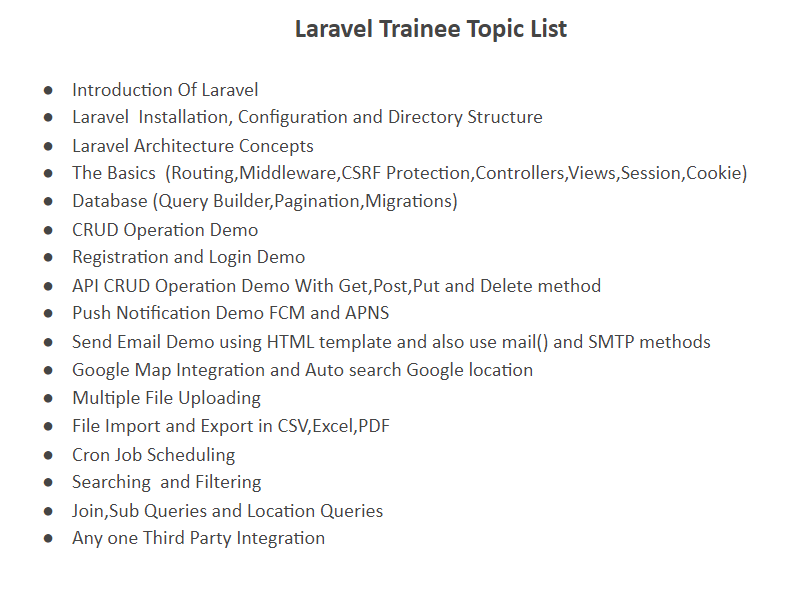 Laravel Trainee Topic List
● Introduction Of Laravel
● Laravel  Installation, Configuration and Directory Structure
● Laravel Architecture Concepts
● The Basics  (Routing,Middleware,CSRF Protection,Controllers,Views,Session,Cookie)
● Database (Query Builder,Pagination,Migrations)
● CRUD Operation Demo
● Registration and Login Demo
● API CRUD Operation Demo With Get,Post,Put and Delete method
● Push Notification Demo FCM and APNS
● Send Email Demo using HTML template and also use mail() and SMTP methods
● Google Map Integration and Auto search Google location
● Multiple File Uploading
● File Import and Export in CSV,Excel,PDF
● Cron Job Scheduling
● Searching  and Filtering
● Join,Sub Queries and Location Queries
● Any one Third Party Integration